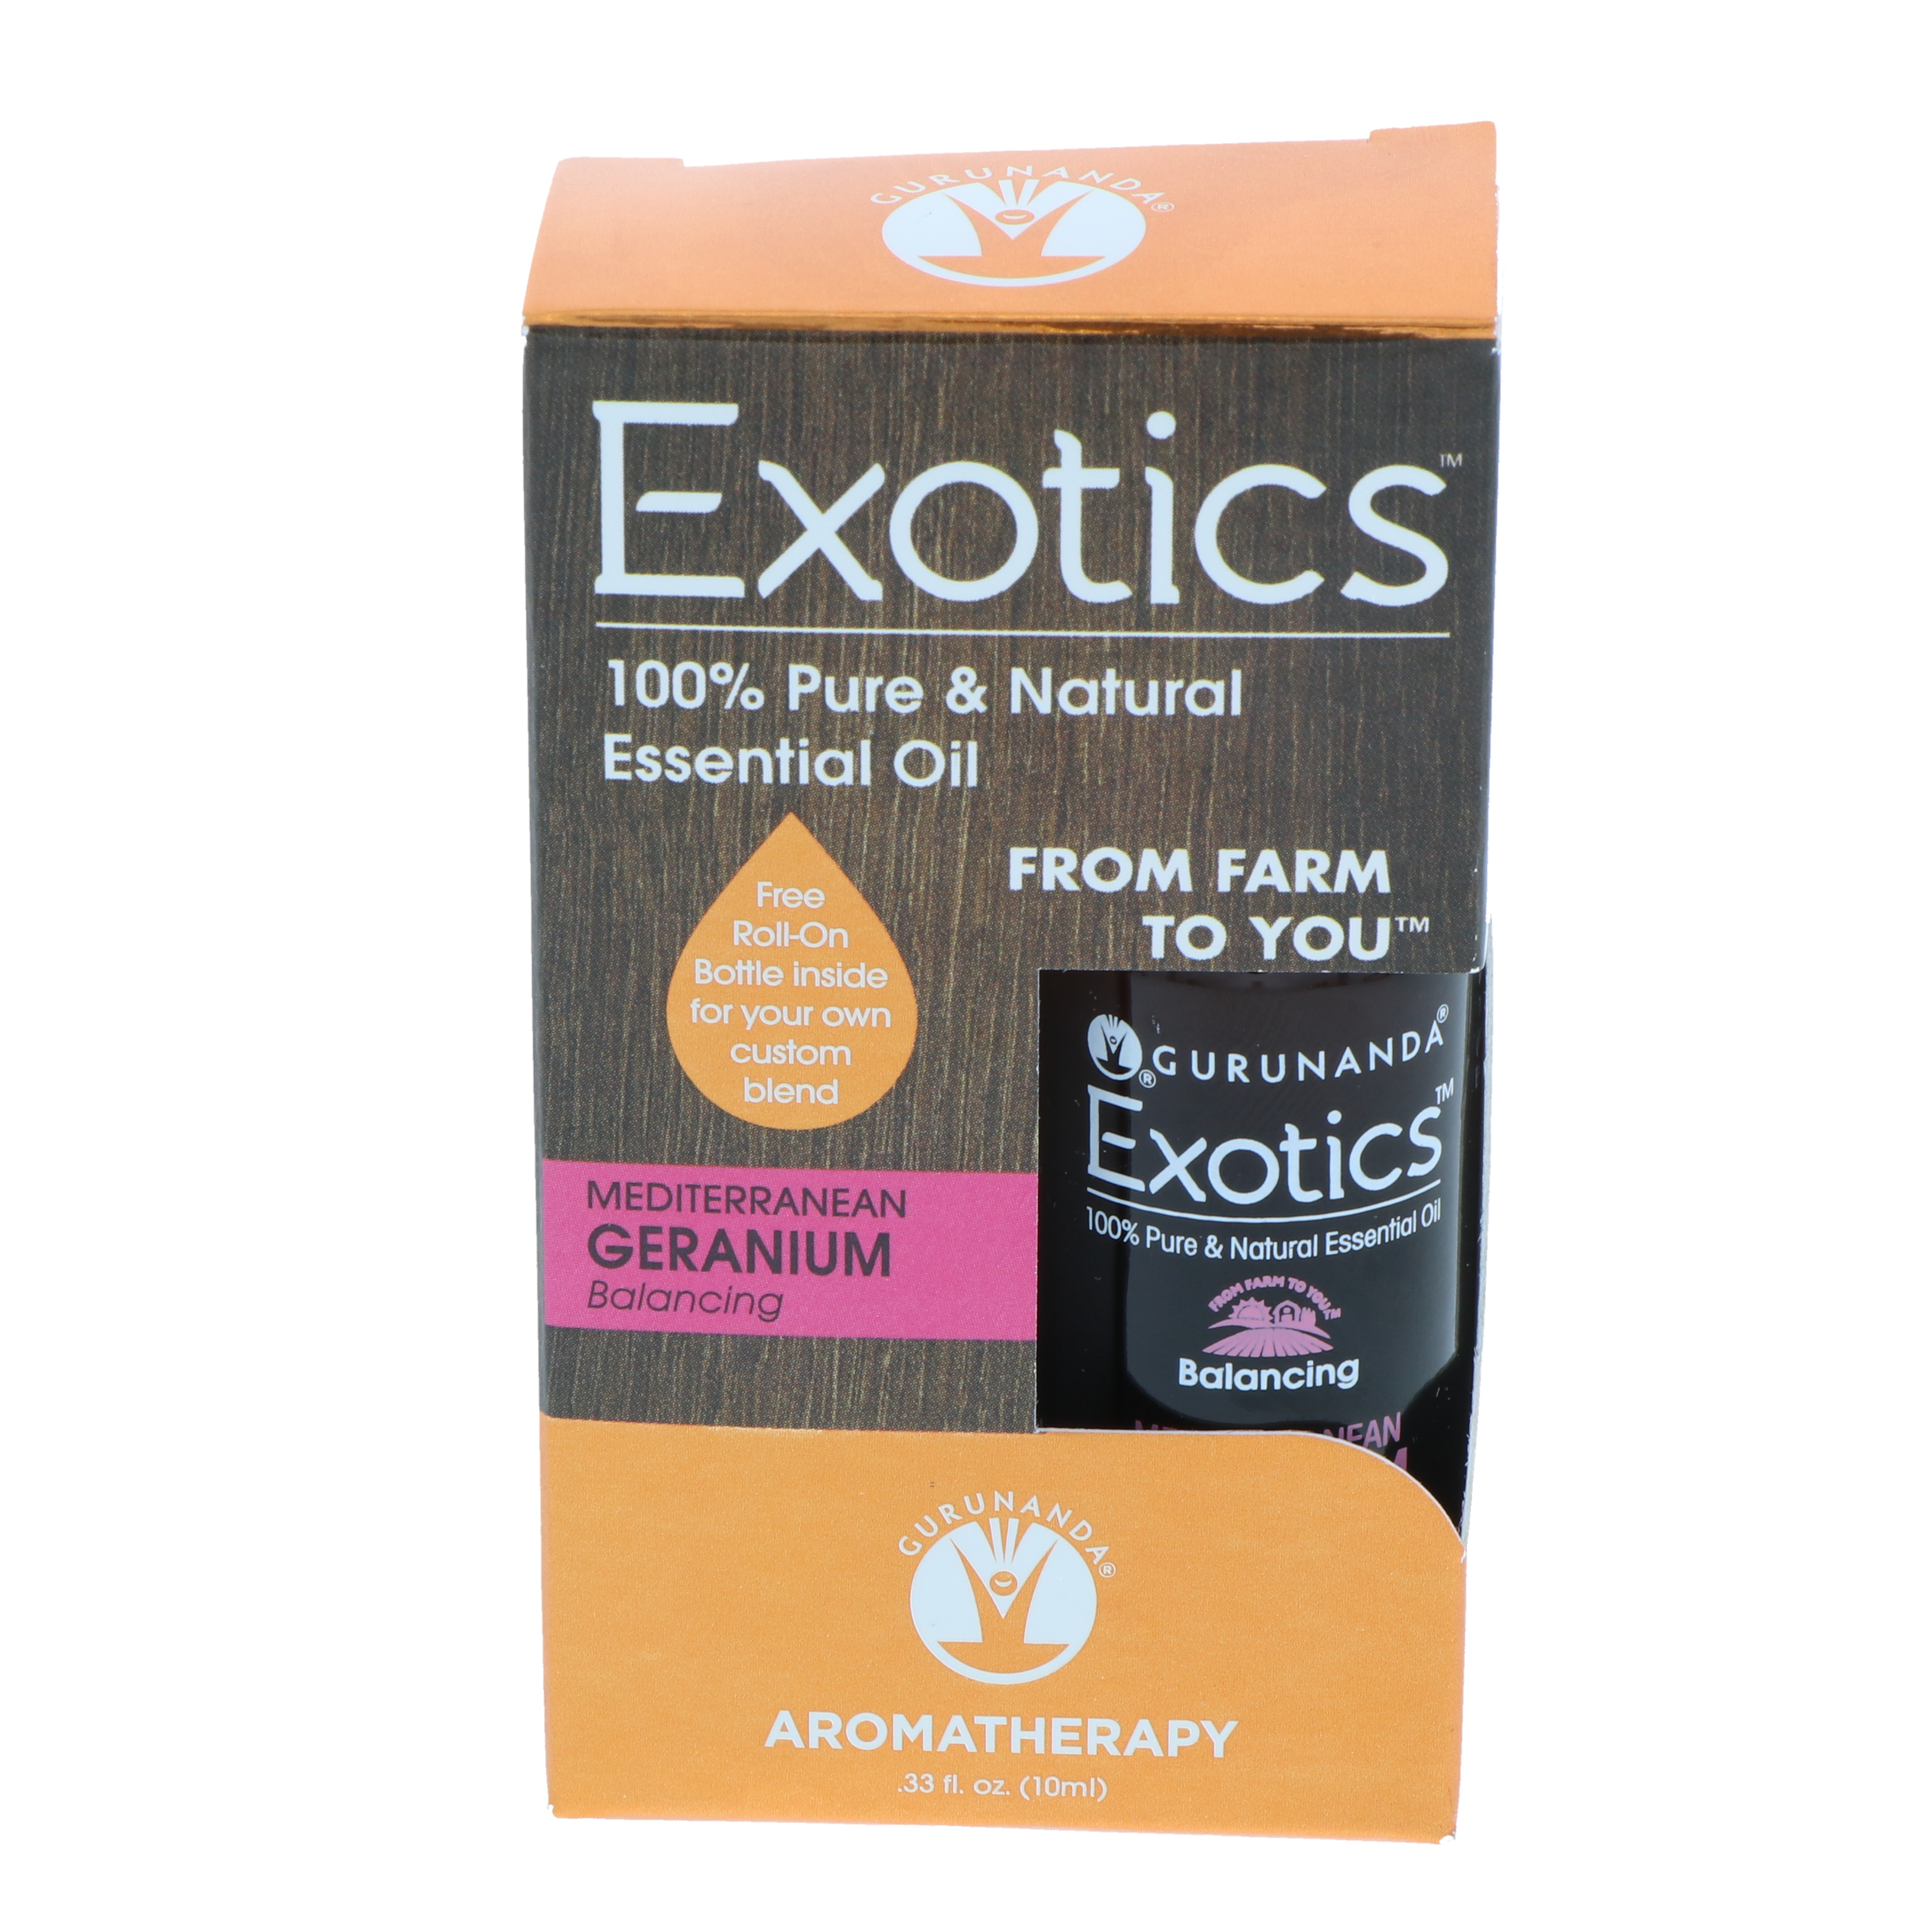 GURUNANDA®
Exotics™
100% Pure & Natural
Essential Oil
Free
Roll-On
Bottle inside
for your own
custom
blend
FROM FARM
TO YOU™
MEDITERRANEAN
GERANIUM
Balancing
® GURUNANDA®
Exotics™
100% Pure & Natural Essential Oil
FROM FARM TO YOU™
Balancing
GURUNANDA®
AROMATHERAPY
.33 fl. oz. (10ml)